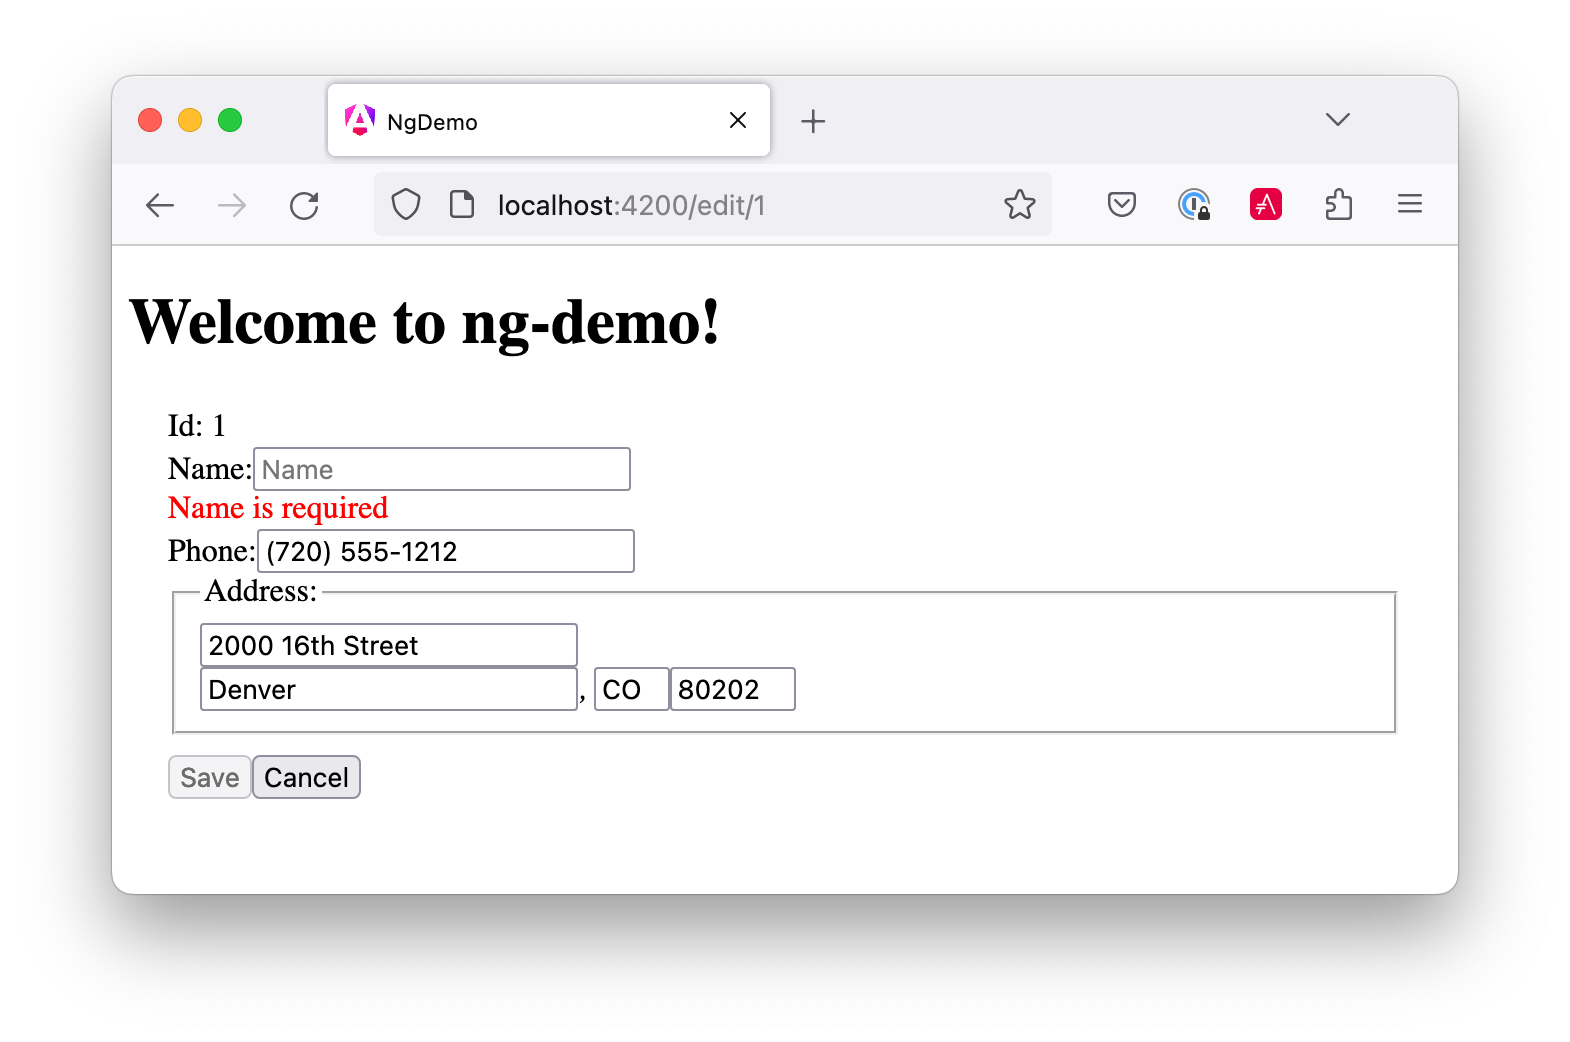 NgDemo
localhost:4200/edit/1
Welcome to ng-demo!
Id: 1
Name: Name
Name is required
Phone: (720) 555-1212
Address:
2000 16th Street
Denver, CO 80202
Save Cancel